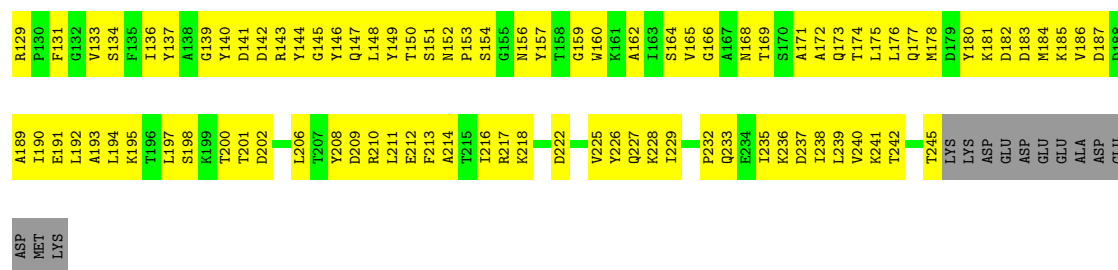 R129 P130 F131 G132 V133 S134 F135 I136 Y137 A138 G139 Y140 D141 D142 R143 Y144 G145 Y146 Q147 L148 Y149 T150 S151 N152 P153 S154 G155 N156 Y157 T158 G159 W160 K161 A162 I163 S164 V165 G166 A167 N168 T169 S170 A171 A172 Q173 T174 L175 L176 Q177 M178 D179 Y180 K181 D182 D183 M184 K185 V186 D187 D188
A189 I190 E191 L192 A193 L194 K195 T196 L197 S198 K199 T200 T201 D202 L206 T207 Y208 D209 R210 L211 E212 F213 A214 T215 I216 R217 K218 D222 V225 Y226 Q227 K228 I229 P232 Q233 E234 I235 K236 D237 I238 L239 V240 K241 T242 T245 LYS LYS ASP GLU ASP GLU GLU ALA ASP GLU
ASP MET LYS